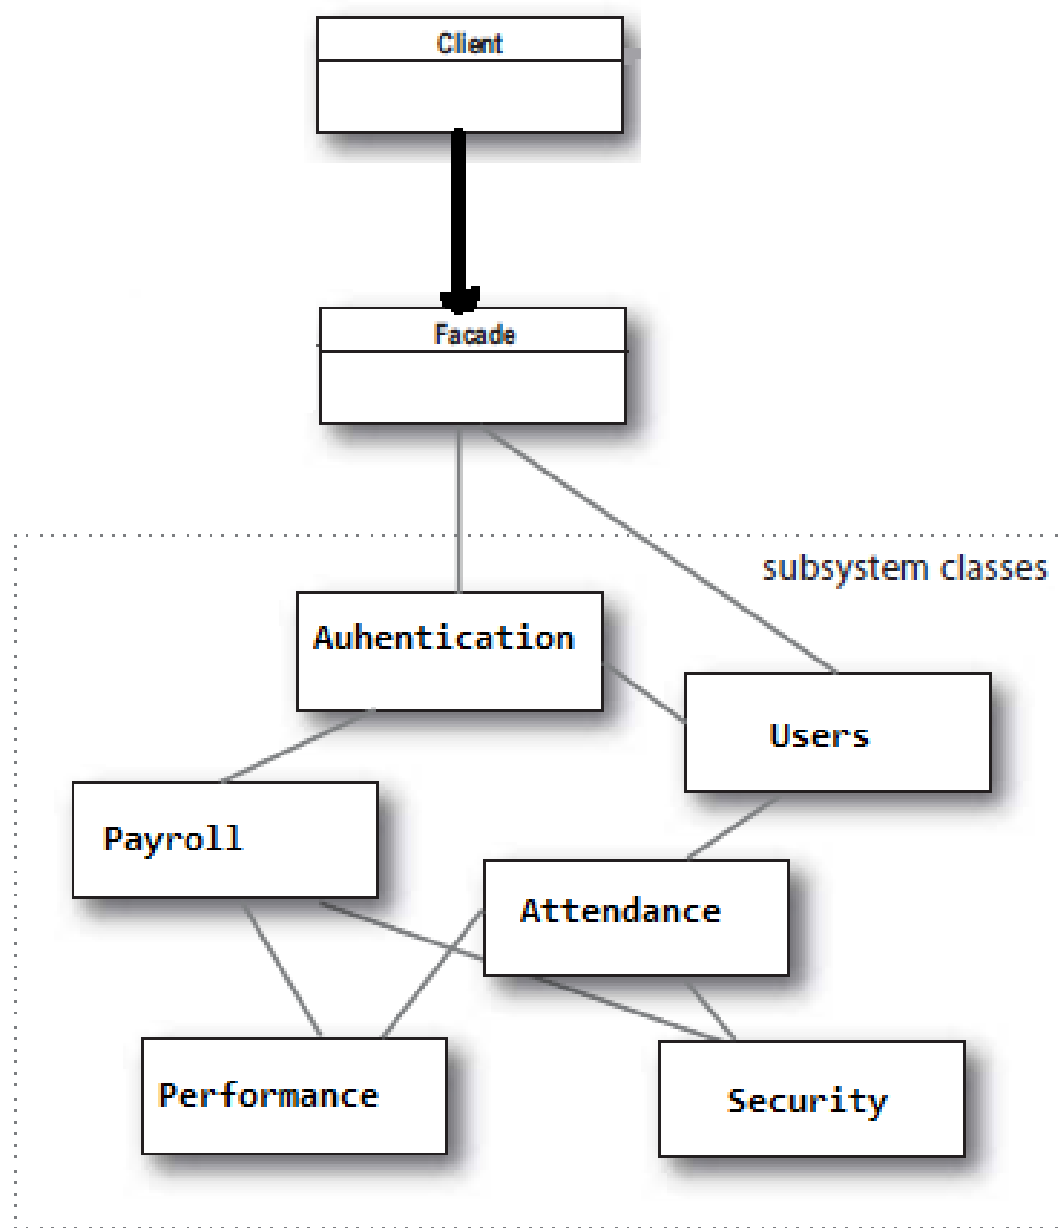 Client
Facade
subsystem classes
Auhentication
Users
Payroll
Attendance
Performance
Security